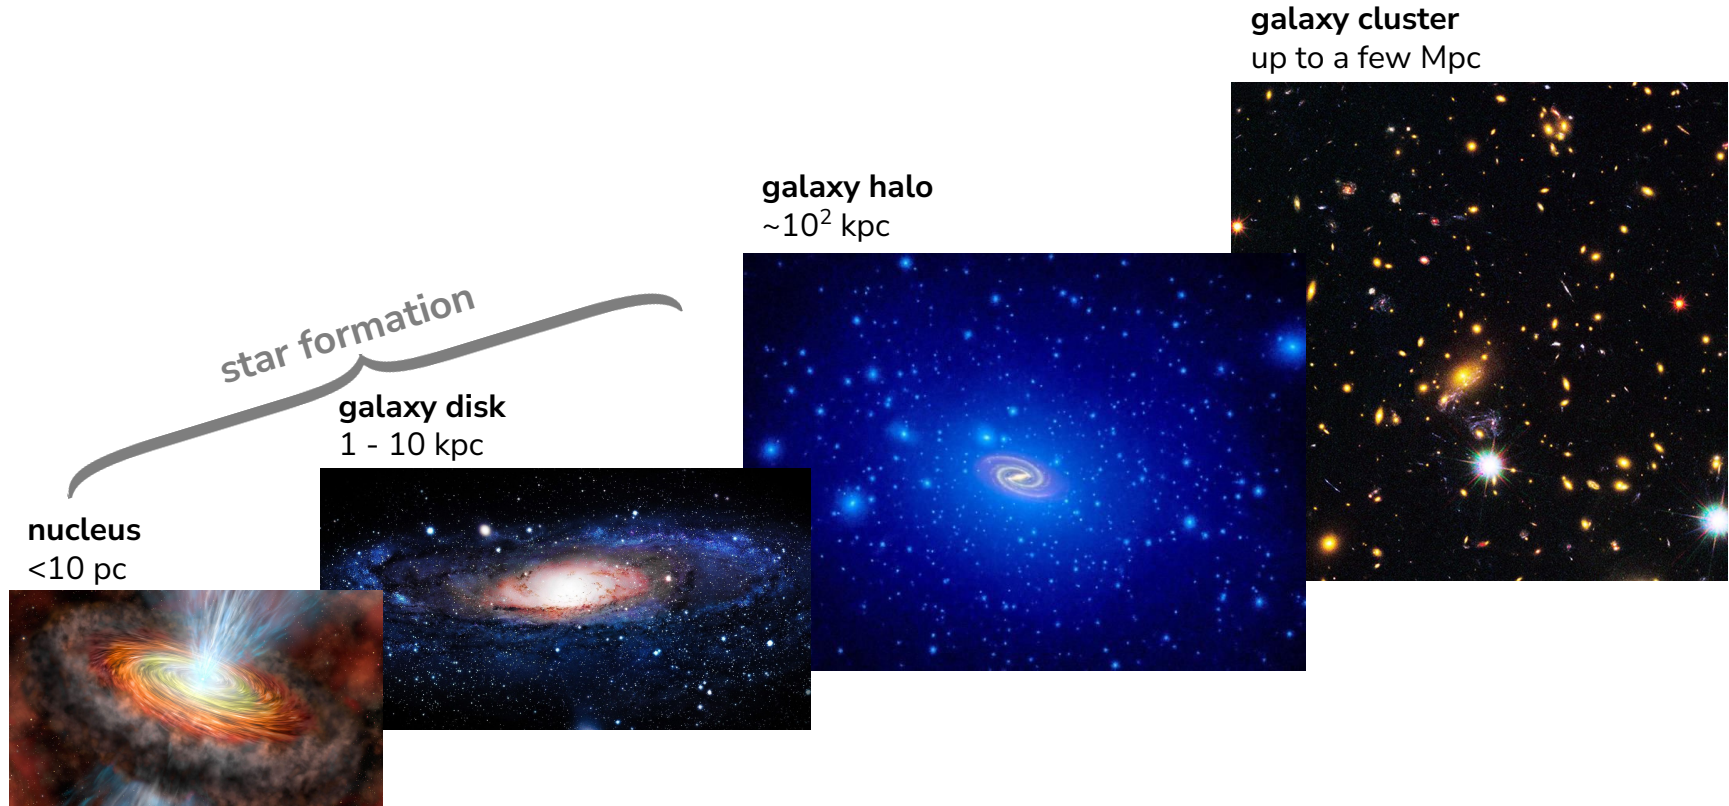 galaxy cluster
up to a few Mpc
galaxy halo
~10² kpc
star formation
galaxy disk
1 - 10 kpc
nucleus
<10 pc